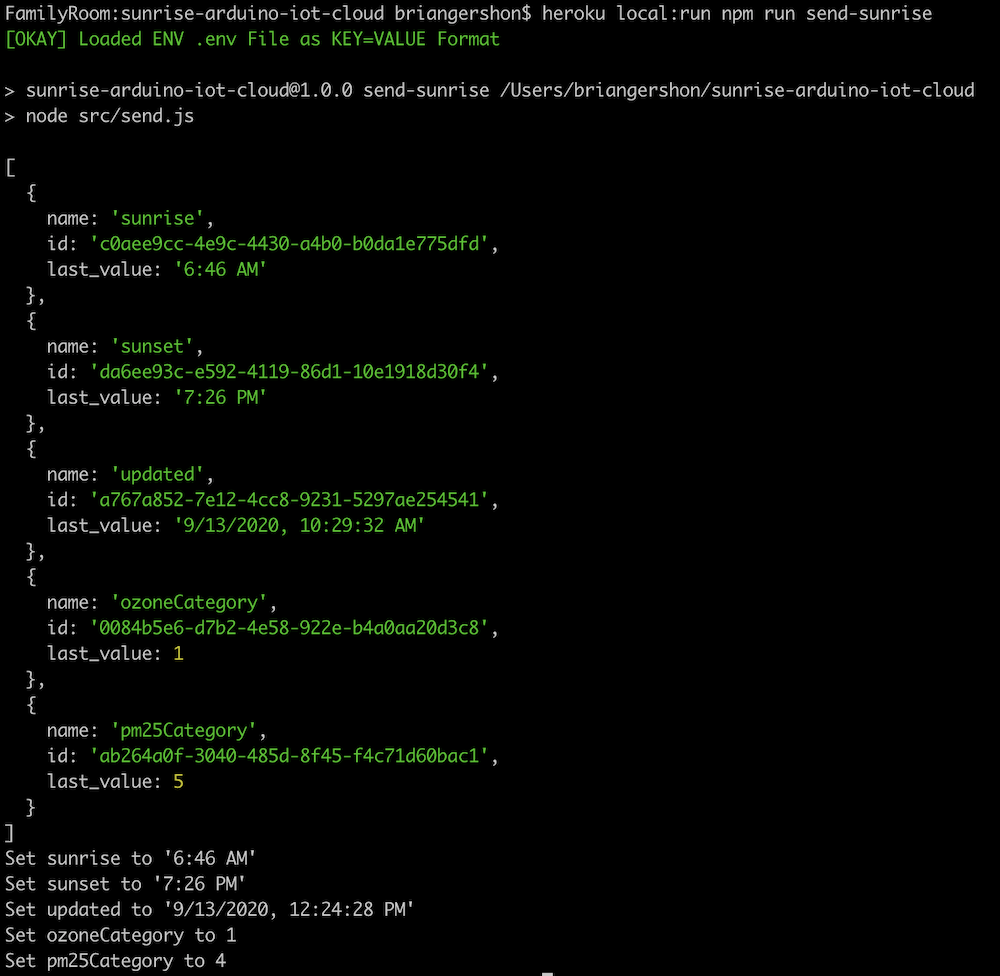 FamilyRoom:sunrise-arduino-iot-cloud briangershon$ heroku local:run npm run send-sunrise
[OKAY] Loaded ENV .env File as KEY=VALUE Format
> sunrise-arduino-iot-cloud@1.0.0 send-sunrise /Users/briangershon/sunrise-arduino-iot-cloud
> node src/send.js
[
  {
    name: 'sunrise',
    id: 'c0aee9cc-4e9c-4430-a4b0-b0da1e775dfd',
    last_value: '6:46 AM'
  },
  {
    name: 'sunset',
    id: 'da6ee93c-e592-4119-86d1-10e1918d30f4',
    last_value: '7:26 PM'
  },
  {
    name: 'updated',
    id: 'a767a852-7e12-4cc8-9231-5297ae254541',
    last_value: '9/13/2020, 10:29:32 AM'
  },
  {
    name: 'ozoneCategory',
    id: '0084b5e6-d7b2-4e58-922e-b4a0aa20d3c8',
    last_value: 1
  },
  {
    name: 'pm25Category',
    id: 'ab264a0f-3040-485d-8f45-f4c71d60bac1',
    last_value: 5
  }
]
Set sunrise to '6:46 AM'
Set sunset to '7:26 PM'
Set updated to '9/13/2020, 12:24:28 PM'
Set ozoneCategory to 1
Set pm25Category to 4